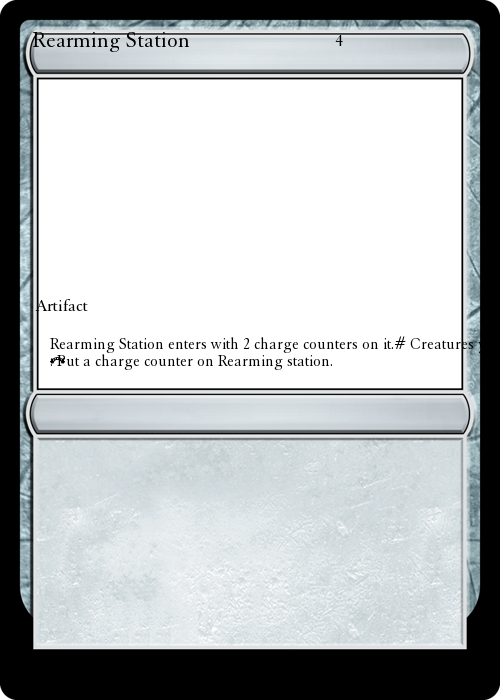 Rearming Station
4
Artifact
Rearming Station enters with 2 charge counters on it.# Creatures
Put a charge counter on Rearming station.